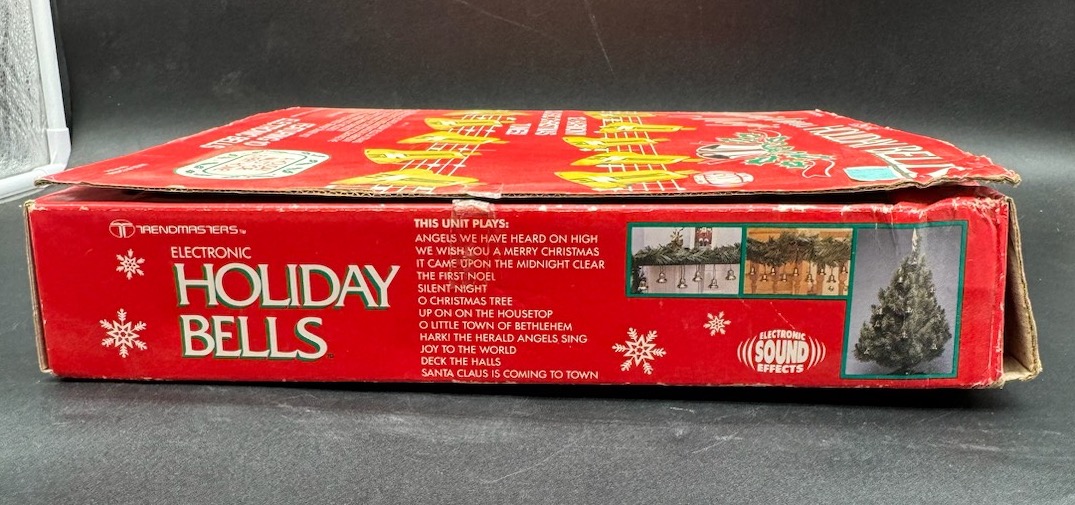 TRENDMASTERS™
ELECTRONIC
HOLIDAY
BELLS™
THIS UNIT PLAYS:
ANGELS WE HAVE HEARD ON HIGH
WE WISH YOU A MERRY CHRISTMAS
IT CAME UPON THE MIDNIGHT CLEAR
THE FIRST NOEL
SILENT NIGHT
O CHRISTMAS TREE
UP ON ON THE HOUSETOP
O LITTLE TOWN OF BETHLEHEM
HARK! THE HERALD ANGELS SING
JOY TO THE WORLD
DECK THE HALLS
SANTA CLAUS IS COMING TO TOWN
ELECTRONIC
SOUND
EFFECTS
HOLIDAY BELLS